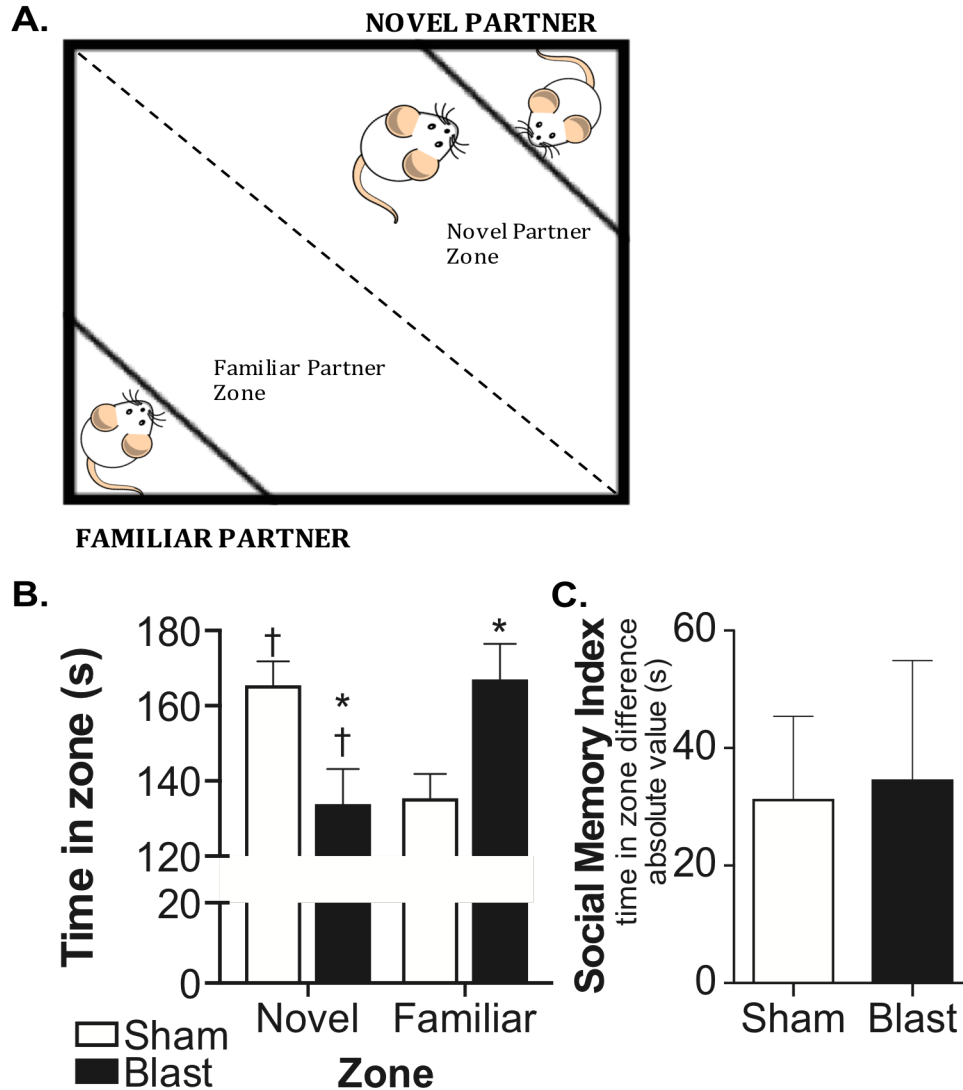 A.
NOVEL PARTNER
Novel Partner
Zone
Familiar Partner
Zone
FAMILIAR PARTNER
B.
Time in zone (s)
180
160
140
120
20
0
†
*
†
*
Novel
Familiar
Zone
Sham
Blast
C.
Social Memory Index
time in zone difference
absolute value (s)
60
40
20
0
Sham
Blast